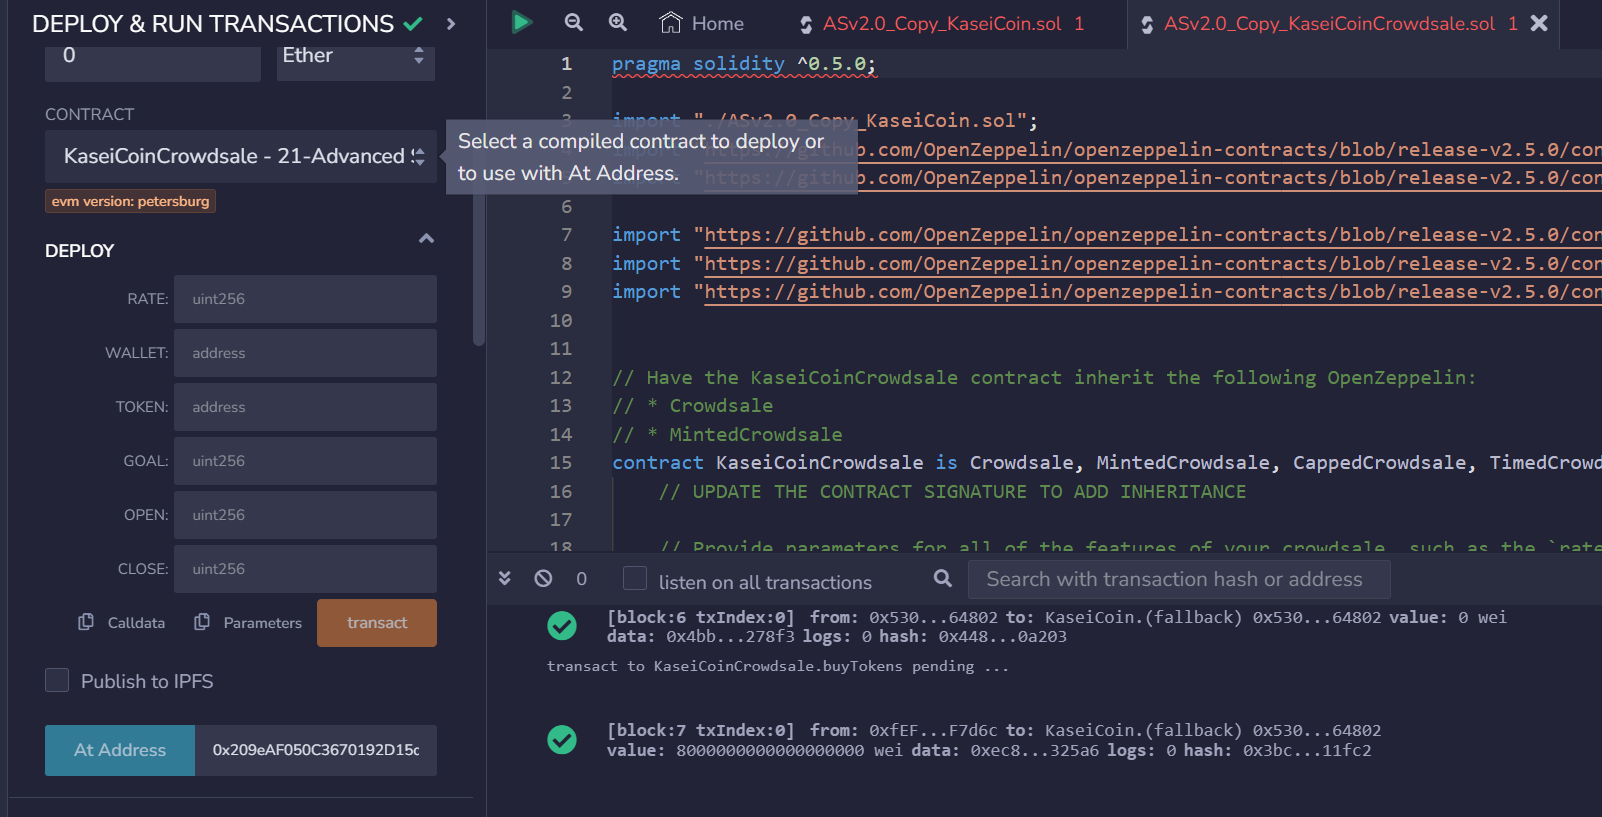 DEPLOY & RUN TRANSACTIONS
0
Ether
CONTRACT
KaseiCoinCrowdsale - 21-Advanced
evm version: petersburg
DEPLOY
RATE: uint256
WALLET: address
TOKEN: address
GOAL: uint256
OPEN: uint256
CLOSE: uint256
Calldata
Parameters
transact
Publish to IPFS
At Address
0x209eAF050C3670192D15c
Select a compiled contract to deploy or
to use with At Address.
Home
ASv2.0_Copy_KaseiCoin.sol 1
ASv2.0_Copy_KaseiCoinCrowdsale.sol 1
1 pragma solidity ^0.5.0;
2
3 import "./ASv2.0_Copy_KaseiCoin.sol";
github.com/OpenZeppelin/openzeppelin-contracts/blob/release-v2.5.0/con
github.com/OpenZeppelin/openzeppelin-contracts/blob/release-v2.5.0/con
6
7 import "https://github.com/OpenZeppelin/openzeppelin-contracts/blob/release-v2.5.0/con
8 import "https://github.com/OpenZeppelin/openzeppelin-contracts/blob/release-v2.5.0/con
9 import "https://github.com/OpenZeppelin/openzeppelin-contracts/blob/release-v2.5.0/con
10
11
12 // Have the KaseiCoinCrowdsale contract inherit the following OpenZeppelin:
13 // * Crowdsale
14 // * MintedCrowdsale
15 contract KaseiCoinCrowdsale is Crowdsale, MintedCrowdsale, CappedCrowdsale, TimedCrowd
16 // UPDATE THE CONTRACT SIGNATURE TO ADD INHERITANCE
17
18 // Provide parameters for all of the features of your crowdsale, such as the `rate
0
listen on all transactions
Search with transaction hash or address
[block:6 txIndex:0] from: 0x530...64802 to: KaseiCoin.(fallback) 0x530...64802 value: 0 wei
data: 0x4bb...278f3 logs: 0 hash: 0x448...0a203
transact to KaseiCoinCrowdsale.buyTokens pending ...
[block:7 txIndex:0] from: 0xfEF...F7d6c to: KaseiCoin.(fallback) 0x530...64802
value: 8000000000000000000 wei data: 0xec8...325a6 logs: 0 hash: 0x3bc...11fc2